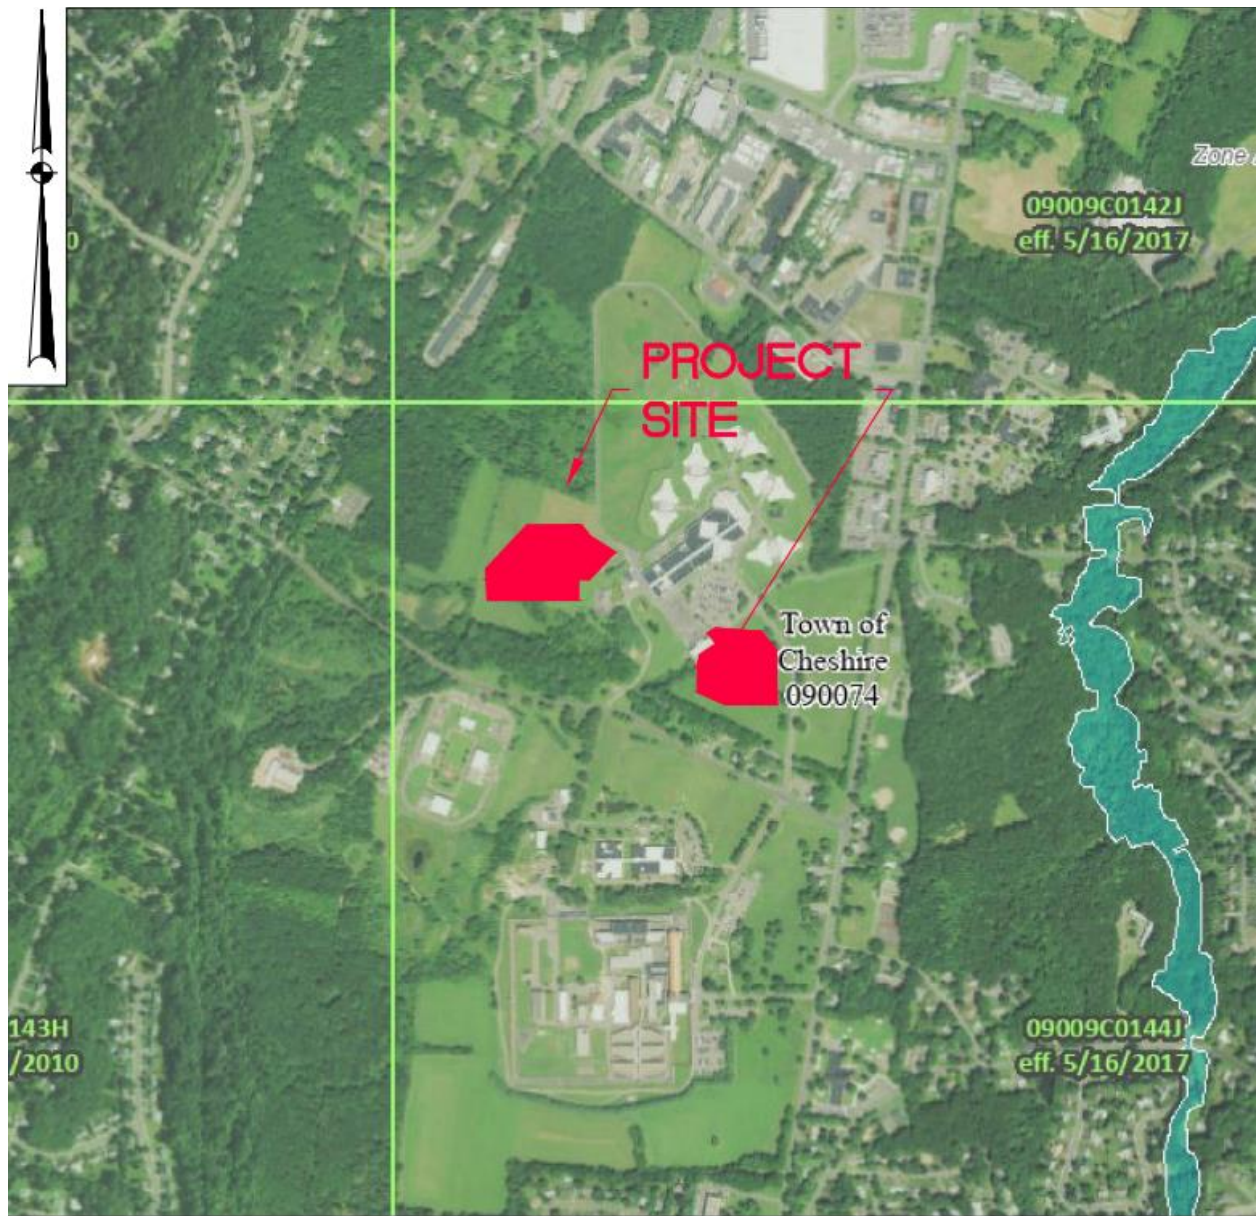 Zone A
09009C0142J
eff. 5/16/2017
0
PROJECT
SITE
Town of
Cheshire
090074
143H
/2010
09009C0144J
eff. 5/16/2017